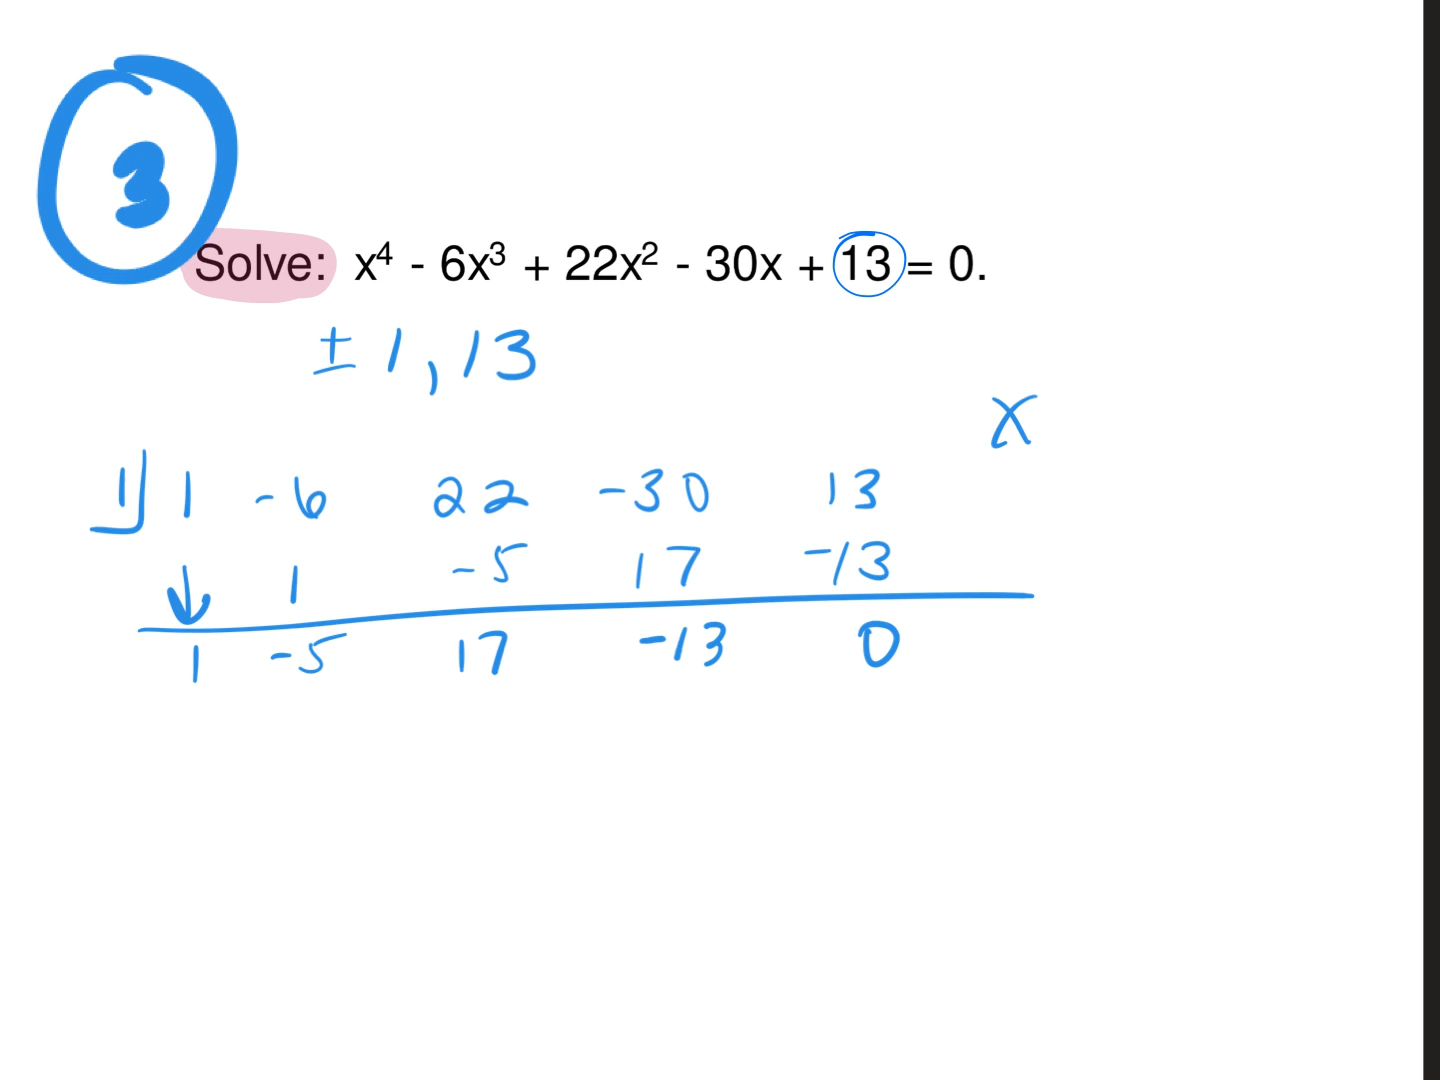 3
Solve: x⁴ - 6x³ + 22x² - 30x + 13 = 0.
± 1, 13
x
1 1 -6 22 -30 13
1 -5 17 -13
1 -5 17 -13 0